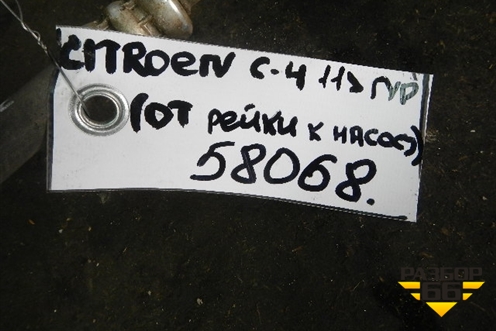 CITROEN C-4 11> ГУР
(ОТ РЕЙКИ К НАСОСУ)
58068.
РАЗБОР
66